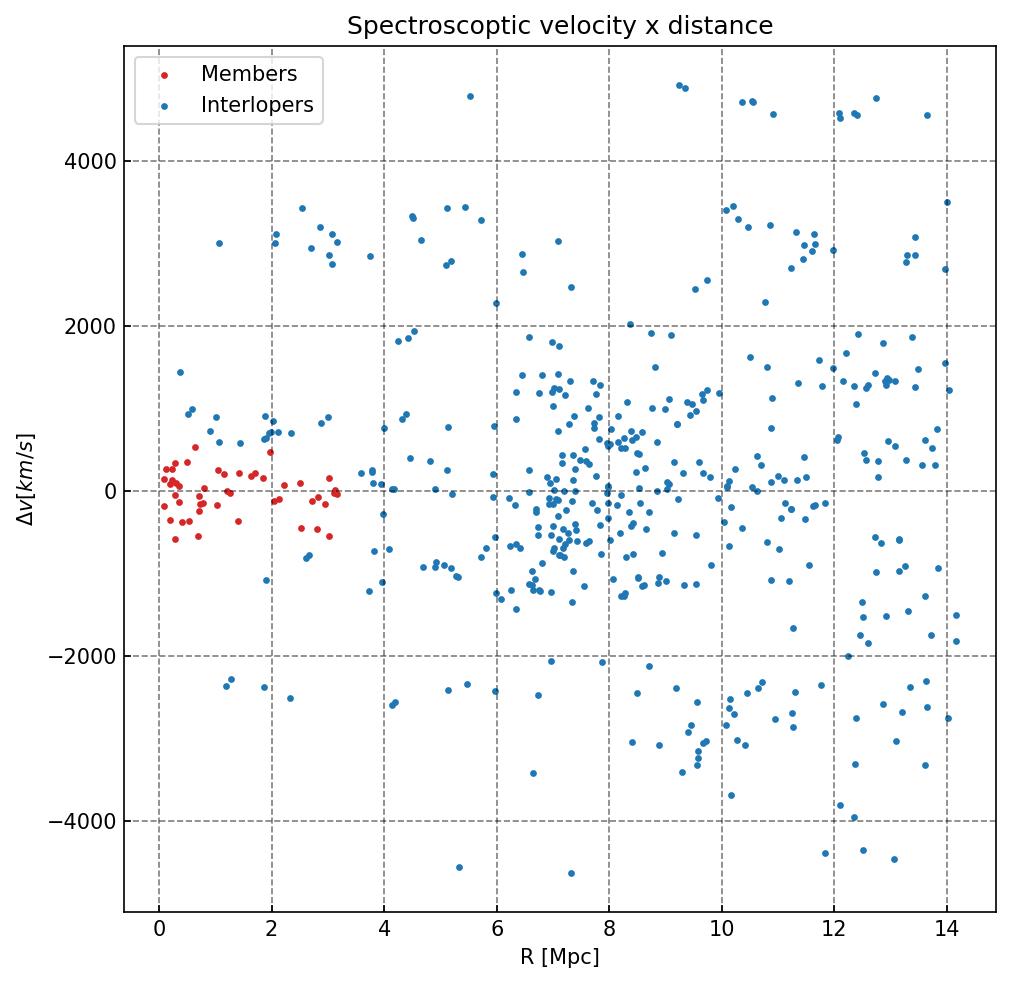 Spectroscoptic velocity x distance
Members
Interlopers
4000
2000
0
−2000
−4000
Δv[km/s]
0 2 4 6 8 10 12 14
R [Mpc]